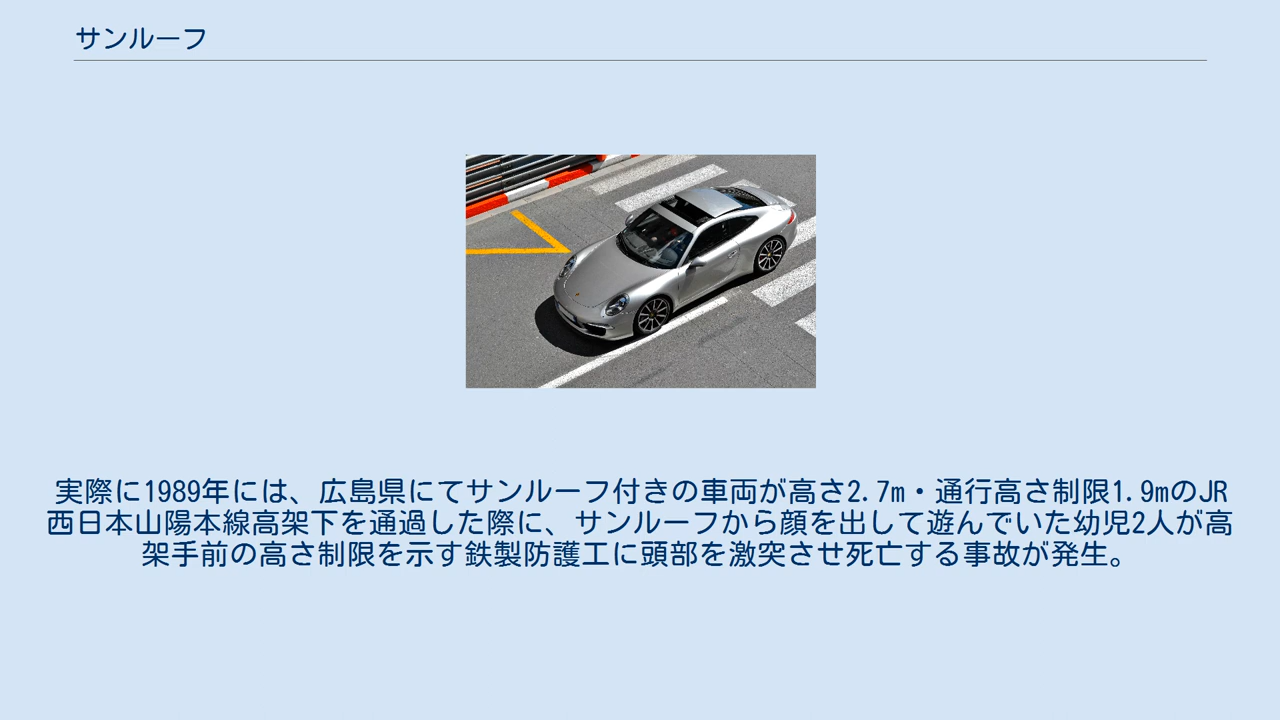 サンルーフ
実際に1989年には、広島県にてサンルーフ付きの車両が高さ2.7m・通行高さ制限1.9mのJR
西日本山陽本線高架下を通過した際に、サンルーフから顔を出して遊んでいた幼児2人が高
架手前の高さ制限を示す鉄製防護工に頭部を激突させ死亡する事故が発生。